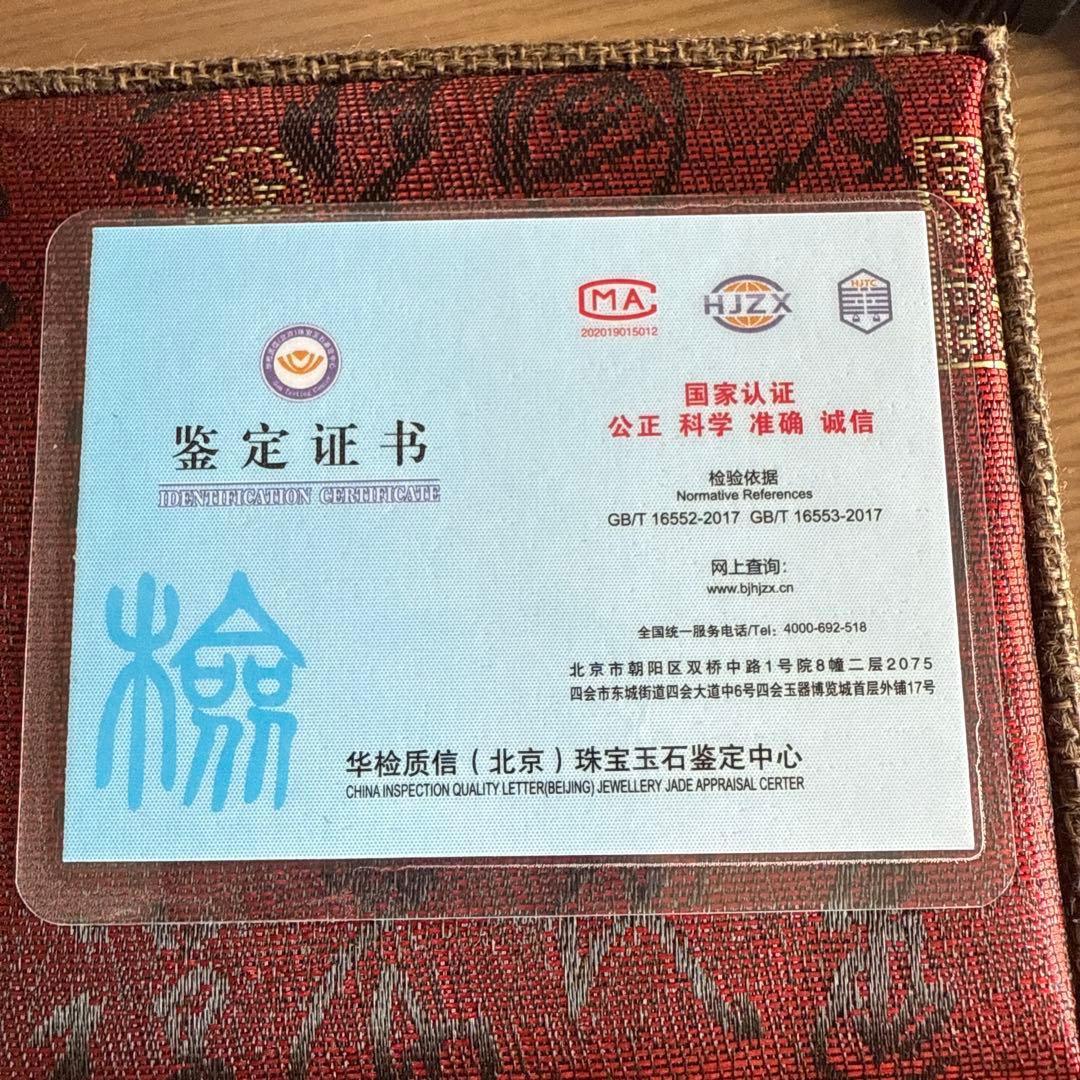 鉴定证书
IDENTIFICATION CERTIFICATE
檢
MA
202019015012
HJZX
HJTC
国家认证
公正 科学 准确 诚信
检验依据
Normative References
GB/T 16552-2017 GB/T 16553-2017
网上查询：
www.bjhjzx.cn
全国统一服务电话/Tel：4000-692-518
北京市朝阳区双桥中路1号院8幢二层2075
四会市东城街道四会大道中6号四会玉器博览城首层外铺17号
华检质信（北京）珠宝玉石鉴定中心
CHINA INSPECTION QUALITY LETTER(BEIJING) JEWELLERY JADE APPRAISAL CERTER